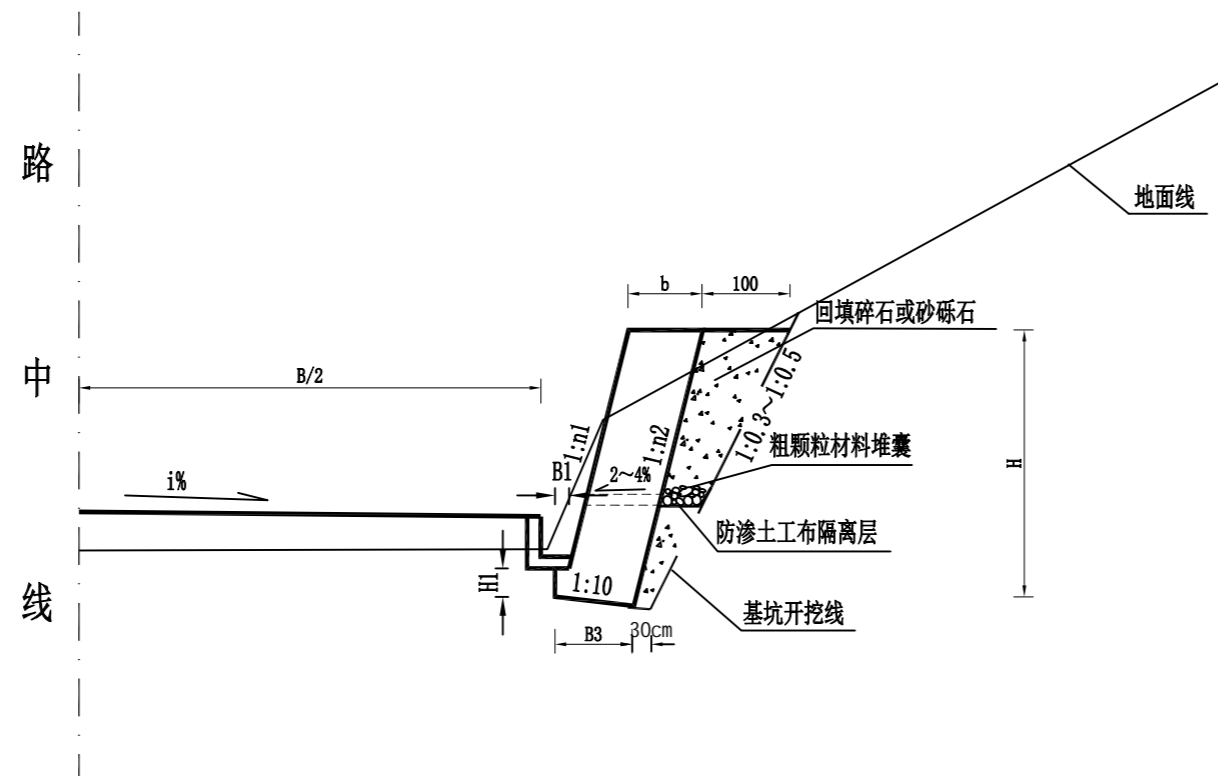 路
中
线
地面线
b
100
回填碎石或砂砾石
B/2
1:n1
1:n2
1:0.3～1:0.5
粗颗粒材料堆囊
H
B1
2～4%
i%
防渗土工布隔离层
H1
1:10
基坑开挖线
B3
30cm